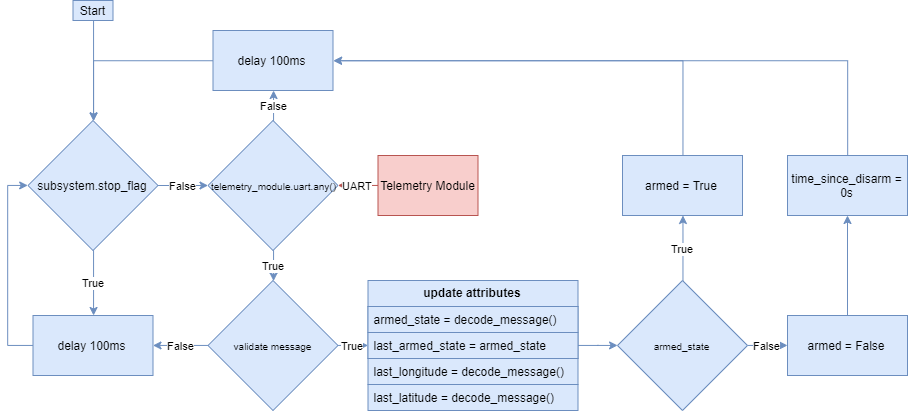 Start
delay 100ms
False
subsystem.stop_flag
False
telemetry_module.uart.any()
UART
Telemetry Module
armed = True
time_since_disarm =
0s
True
True
True
delay 100ms
False
validate message
True
update attributes
armed_state = decode_message()
last_armed_state = armed_state
last_longitude = decode_message()
last_latitude = decode_message()
armed_state
False
armed = False